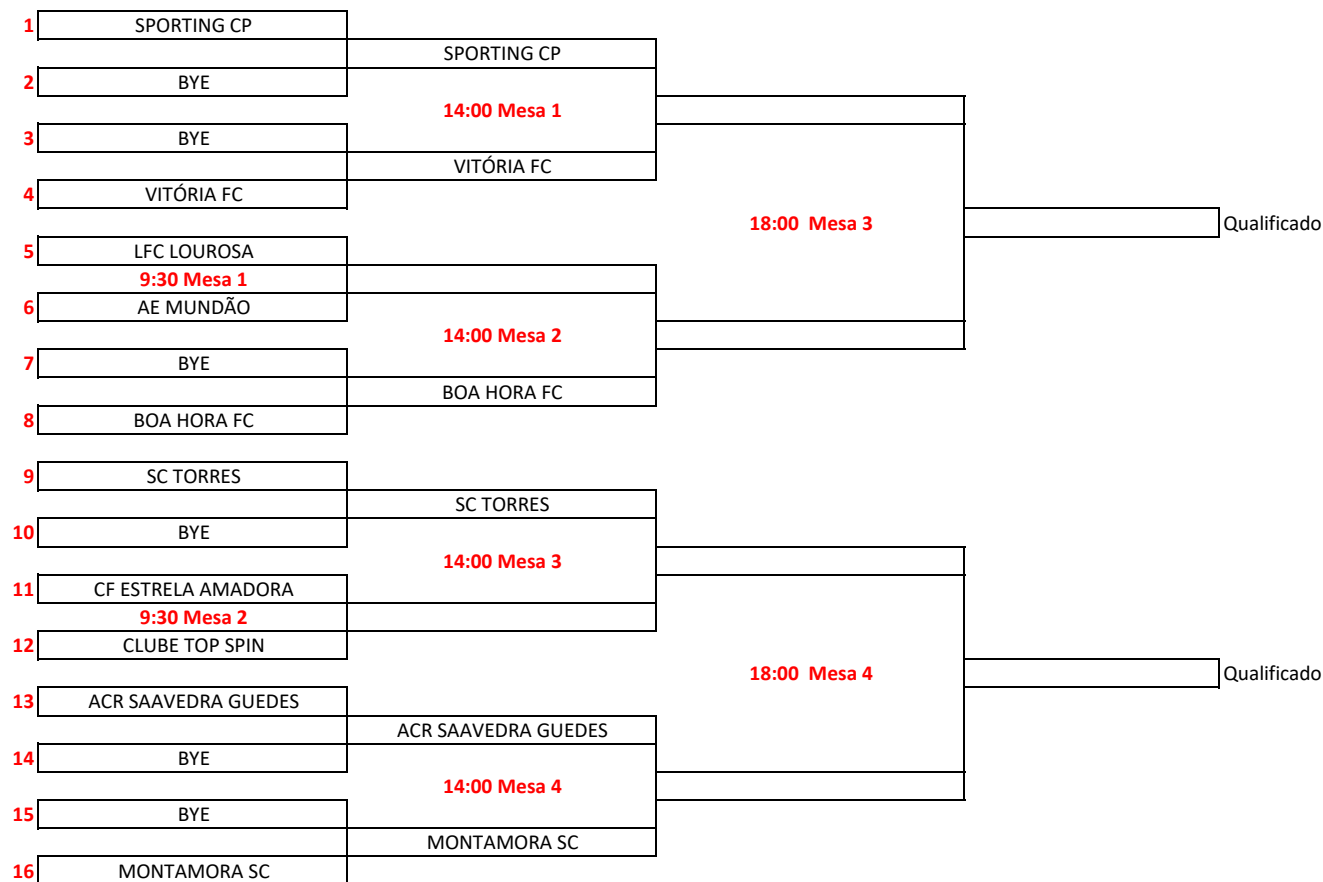 1 SPORTING CP
SPORTING CP
2 BYE
14:00 Mesa 1
3 BYE
VITÓRIA FC
4 VITÓRIA FC
18:00 Mesa 3
Qualificado
5 LFC LOUROSA
9:30 Mesa 1
6 AE MUNDÃO
14:00 Mesa 2
7 BYE
BOA HORA FC
8 BOA HORA FC
9 SC TORRES
SC TORRES
10 BYE
14:00 Mesa 3
11 CF ESTRELA AMADORA
9:30 Mesa 2
12 CLUBE TOP SPIN
18:00 Mesa 4
Qualificado
13 ACR SAAVEDRA GUEDES
ACR SAAVEDRA GUEDES
14 BYE
14:00 Mesa 4
15 BYE
MONTAMORA SC
16 MONTAMORA SC